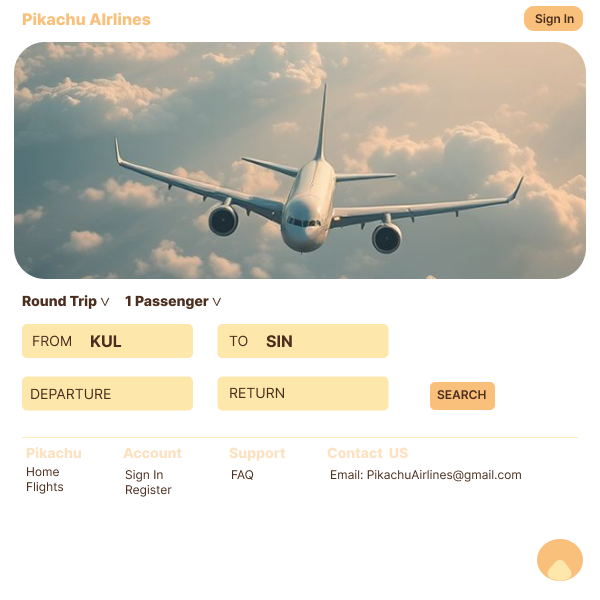 Pikachu AIrlines
Sign In
Round Trip V 1 Passenger V
FROM KUL TO SIN
DEPARTURE RETURN SEARCH
Pikachu Account Support Contact US
Home Sign In FAQ Email: PikachuAirlines@gmail.com
Flights Register